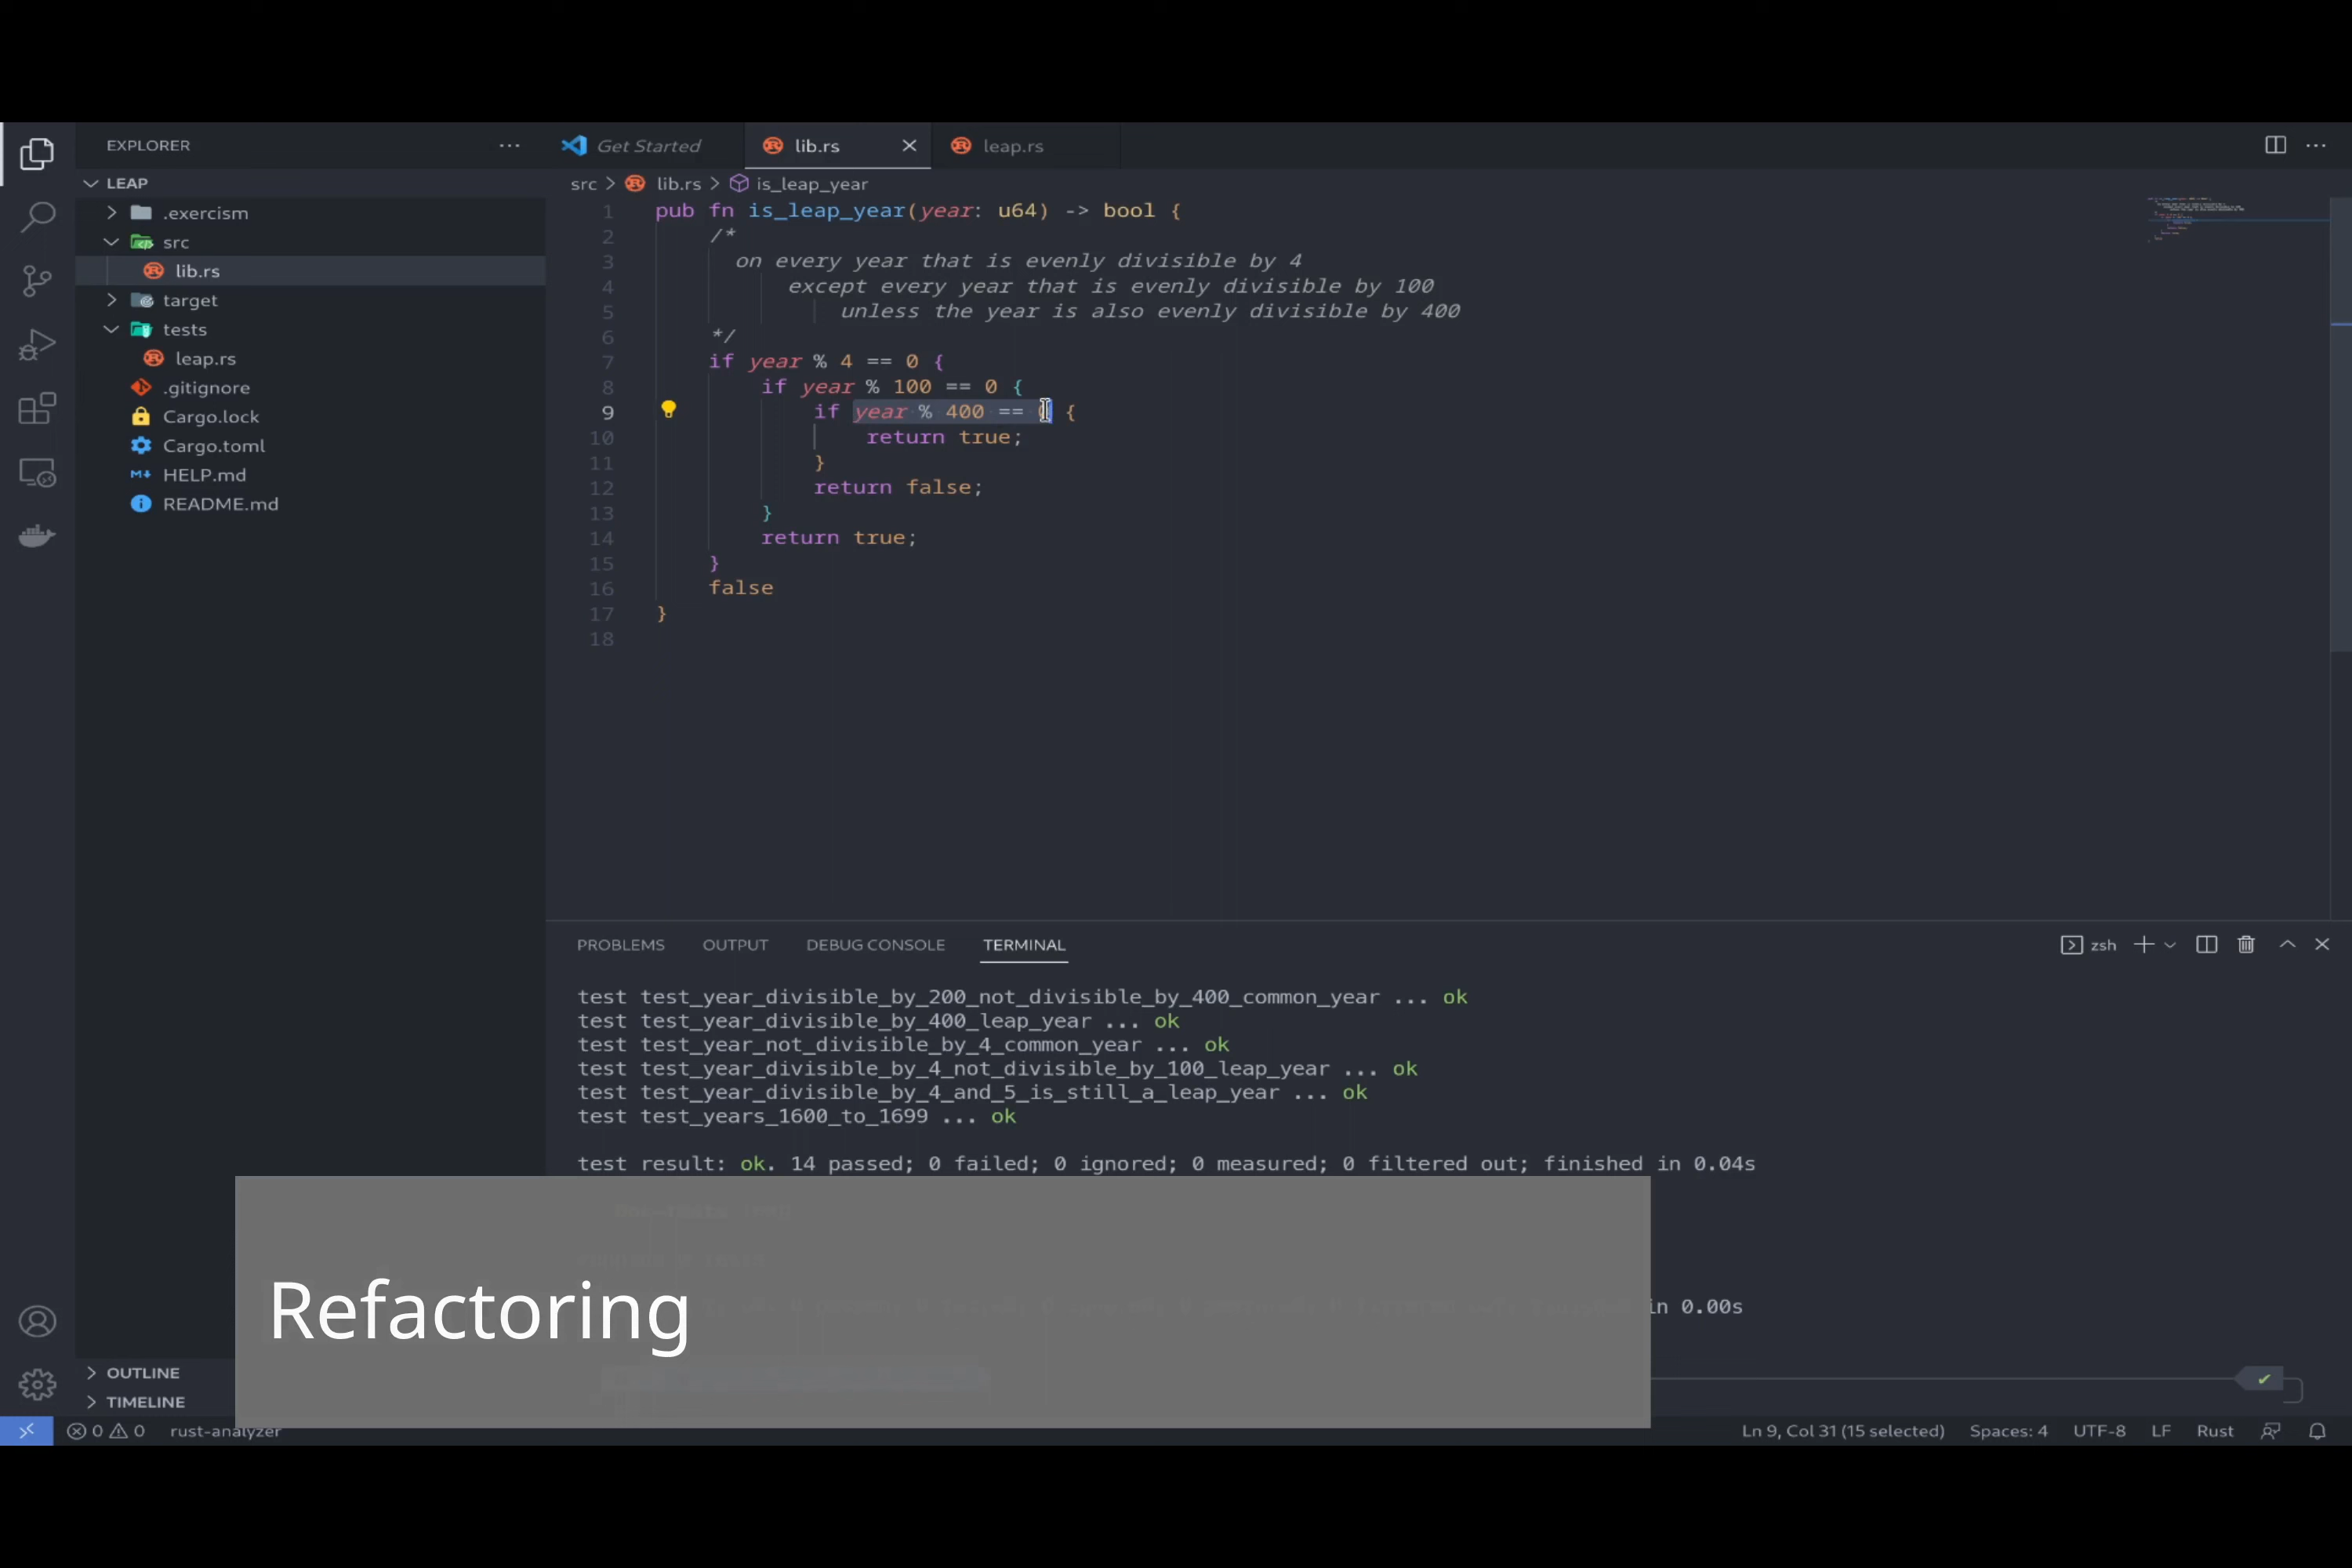 EXPLORER
LEAP
.exercism
src
lib.rs
target
tests
leap.rs
.gitignore
Cargo.lock
Cargo.toml
HELP.md
README.md
OUTLINE
TIMELINE
Get Started
lib.rs
leap.rs
src > lib.rs > is_leap_year
1 pub fn is_leap_year(year: u64) -> bool {
2 /*
3 on every year that is evenly divisible by 4
4 except every year that is evenly divisible by 100
5 unless the year is also evenly divisible by 400
6 */
7 if year % 4 == 0 {
8 if year % 100 == 0 {
9 if year % 400 == 0 {
10 return true;
11 }
12 return false;
13 }
14 return true;
15 }
16 false
17 }
18
PROBLEMS OUTPUT DEBUG CONSOLE TERMINAL
zsh
test test_year_divisible_by_200_not_divisible_by_400_common_year ... ok
test test_year_divisible_by_400_leap_year ... ok
test test_year_not_divisible_by_4_common_year ... ok
test test_year_divisible_by_4_not_divisible_by_100_leap_year ... ok
test test_year_divisible_by_4_and_5_is_still_a_leap_year ... ok
test test_years_1600_to_1699 ... ok
test result: ok. 14 passed; 0 failed; 0 ignored; 0 measured; 0 filtered out; finished in 0.04s
in 0.00s
Refactoring
0 0 rust-analyzer
Ln 9, Col 31 (15 selected) Spaces: 4 UTF-8 LF Rust